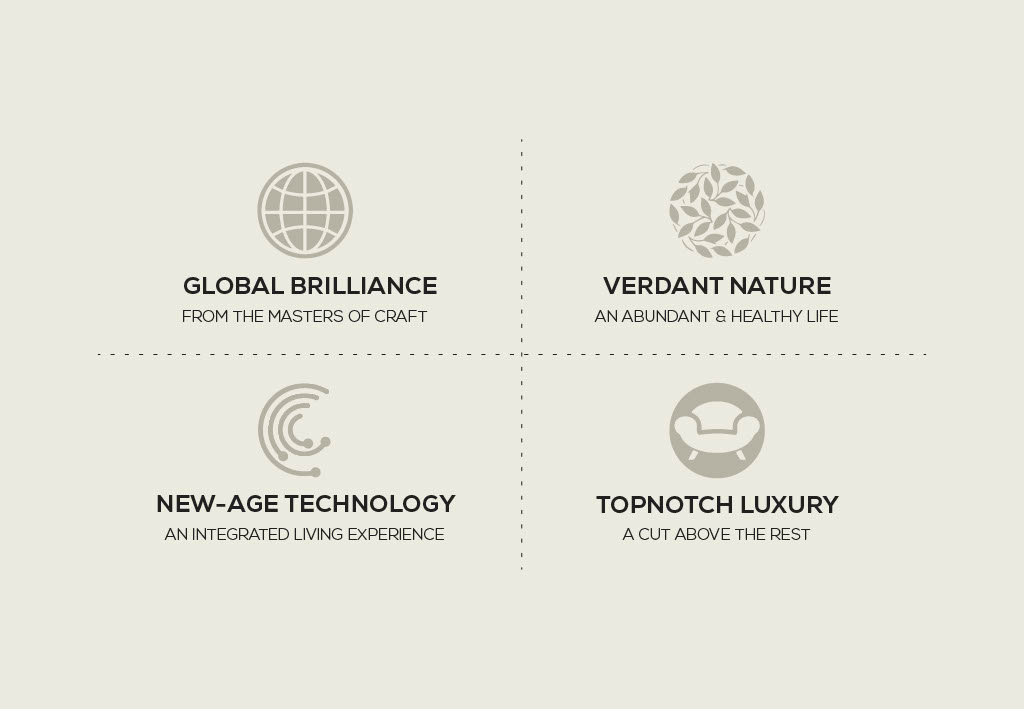 GLOBAL BRILLIANCE
FROM THE MASTERS OF CRAFT
VERDANT NATURE
AN ABUNDANT & HEALTHY LIFE
NEW-AGE TECHNOLOGY
AN INTEGRATED LIVING EXPERIENCE
TOPNOTCH LUXURY
A CUT ABOVE THE REST